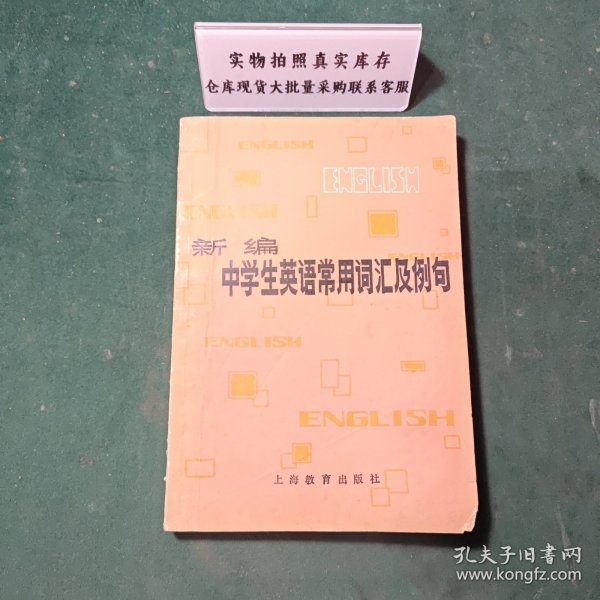 实物拍照真实库存
仓库现货大批量采购联系客服
ENGLISH
ENGLISH
ENGLISH
新编
ENGLISH
中学生英语常用词汇及例句
ENGLISH
ENGLISH
上海教育出版社
孔夫子旧书网
www.kongfz.com